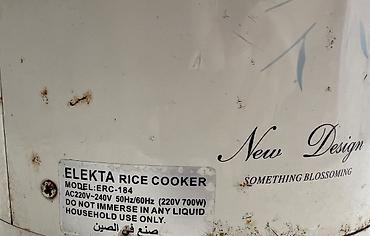 New Design
SOMETHING BLOSSOMING
ELEKTA RICE COOKER
MODEL:ERC-184
AC220V~240V 50Hz/60Hz (220V 700W)
DO NOT IMMERSE IN ANY LIQUID
HOUSEHOLD USE ONLY.
صنع في الصين